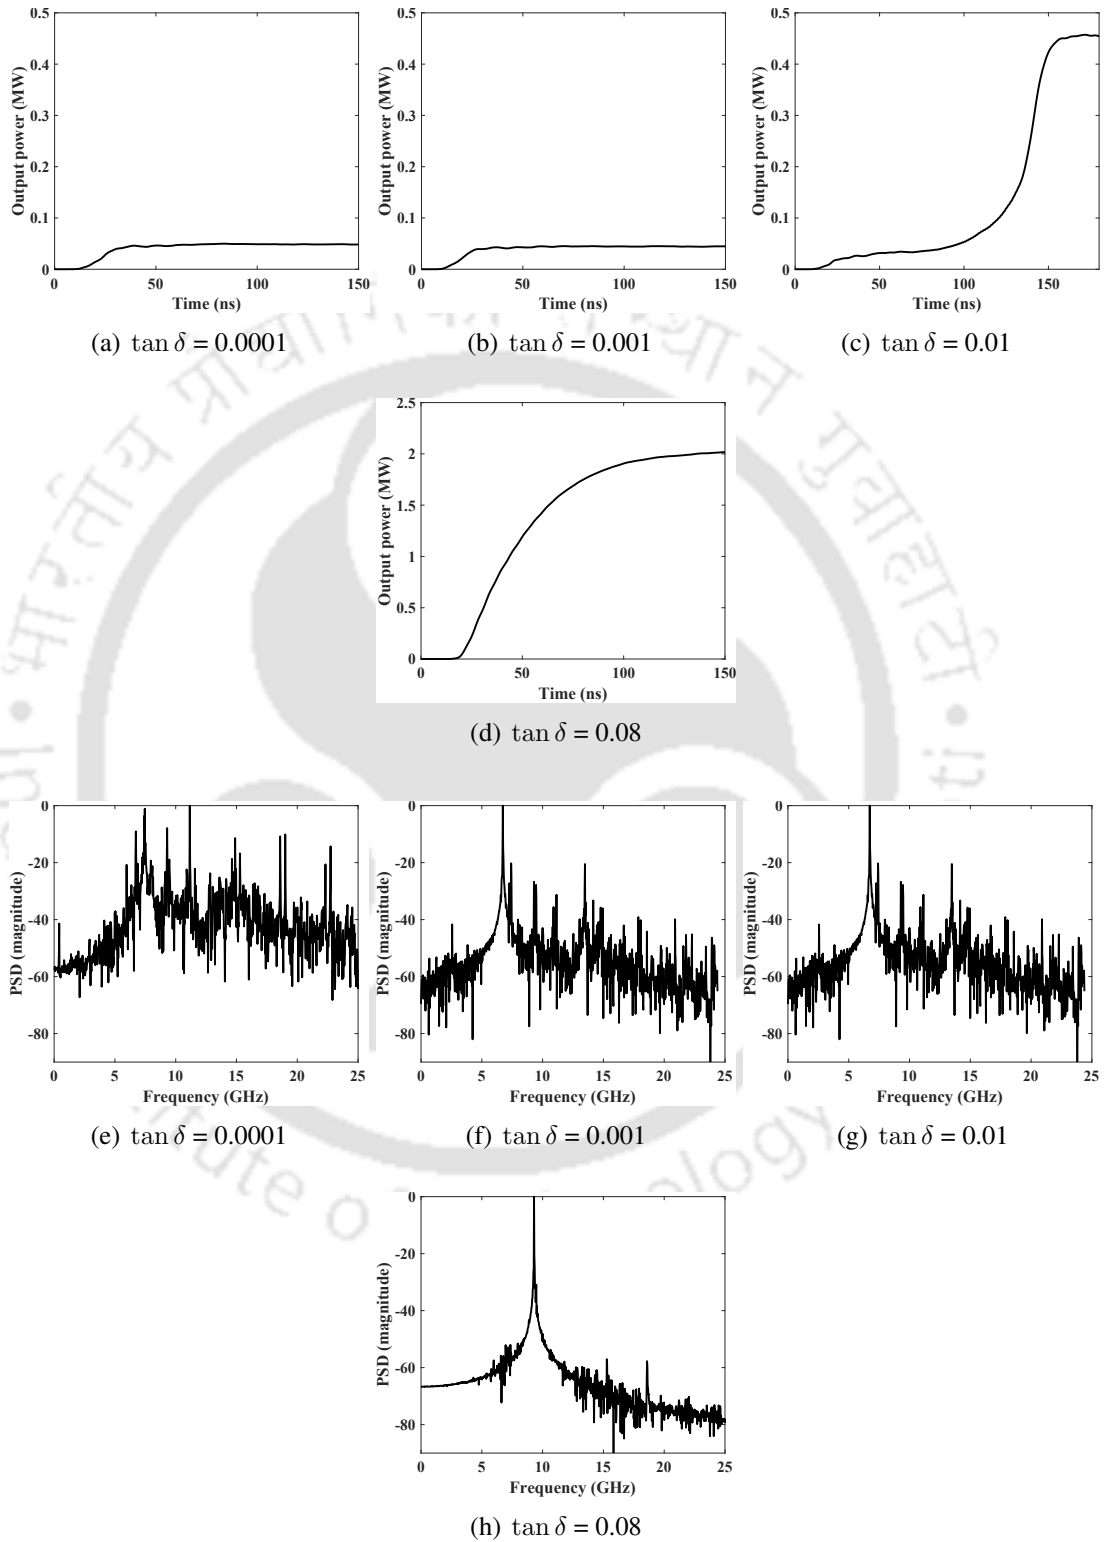 0.5
0.4
0.3
0.2
0.1
0
Output power (MW)
0 50 100 150
Time (ns)
(a) tan δ = 0.0001
0.5
0.4
0.3
0.2
0.1
0
Output power (MW)
0 50 100 150
Time (ns)
(b) tan δ = 0.001
0.5
0.4
0.3
0.2
0.1
0
Output power (MW)
0 50 100 150
Time (ns)
(c) tan δ = 0.01
2.5
2
1.5
1
0.5
0
Output power (MW)
0 50 100 150
Time (ns)
(d) tan δ = 0.08
0
-20
-40
-60
-80
PSD (magnitude)
0 5 10 15 20 25
Frequency (GHz)
(e) tan δ = 0.0001
0
-20
-40
-60
-80
PSD (magnitude)
0 5 10 15 20 25
Frequency (GHz)
(f) tan δ = 0.001
0
-20
-40
-60
-80
PSD (magnitude)
0 5 10 15 20 25
Frequency (GHz)
(g) tan δ = 0.01
0
-20
-40
-60
-80
PSD (magnitude)
0 5 10 15 20 25
Frequency (GHz)
(h) tan δ = 0.08